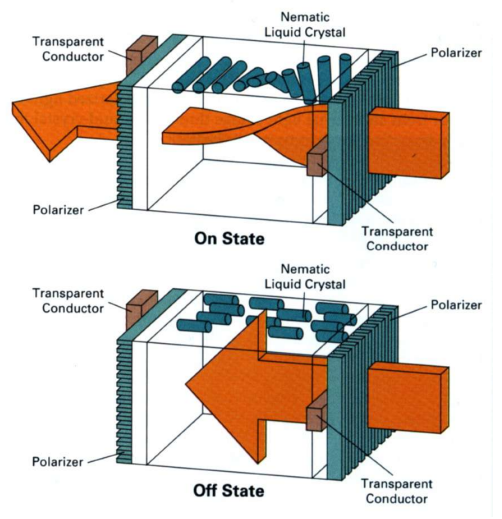 Nematic
Liquid Crystal
Transparent
Conductor
Polarizer
Polarizer
Transparent
Conductor
On State
Nematic
Liquid Crystal
Transparent
Conductor
Polarizer
Polarizer
Transparent
Conductor
Off State